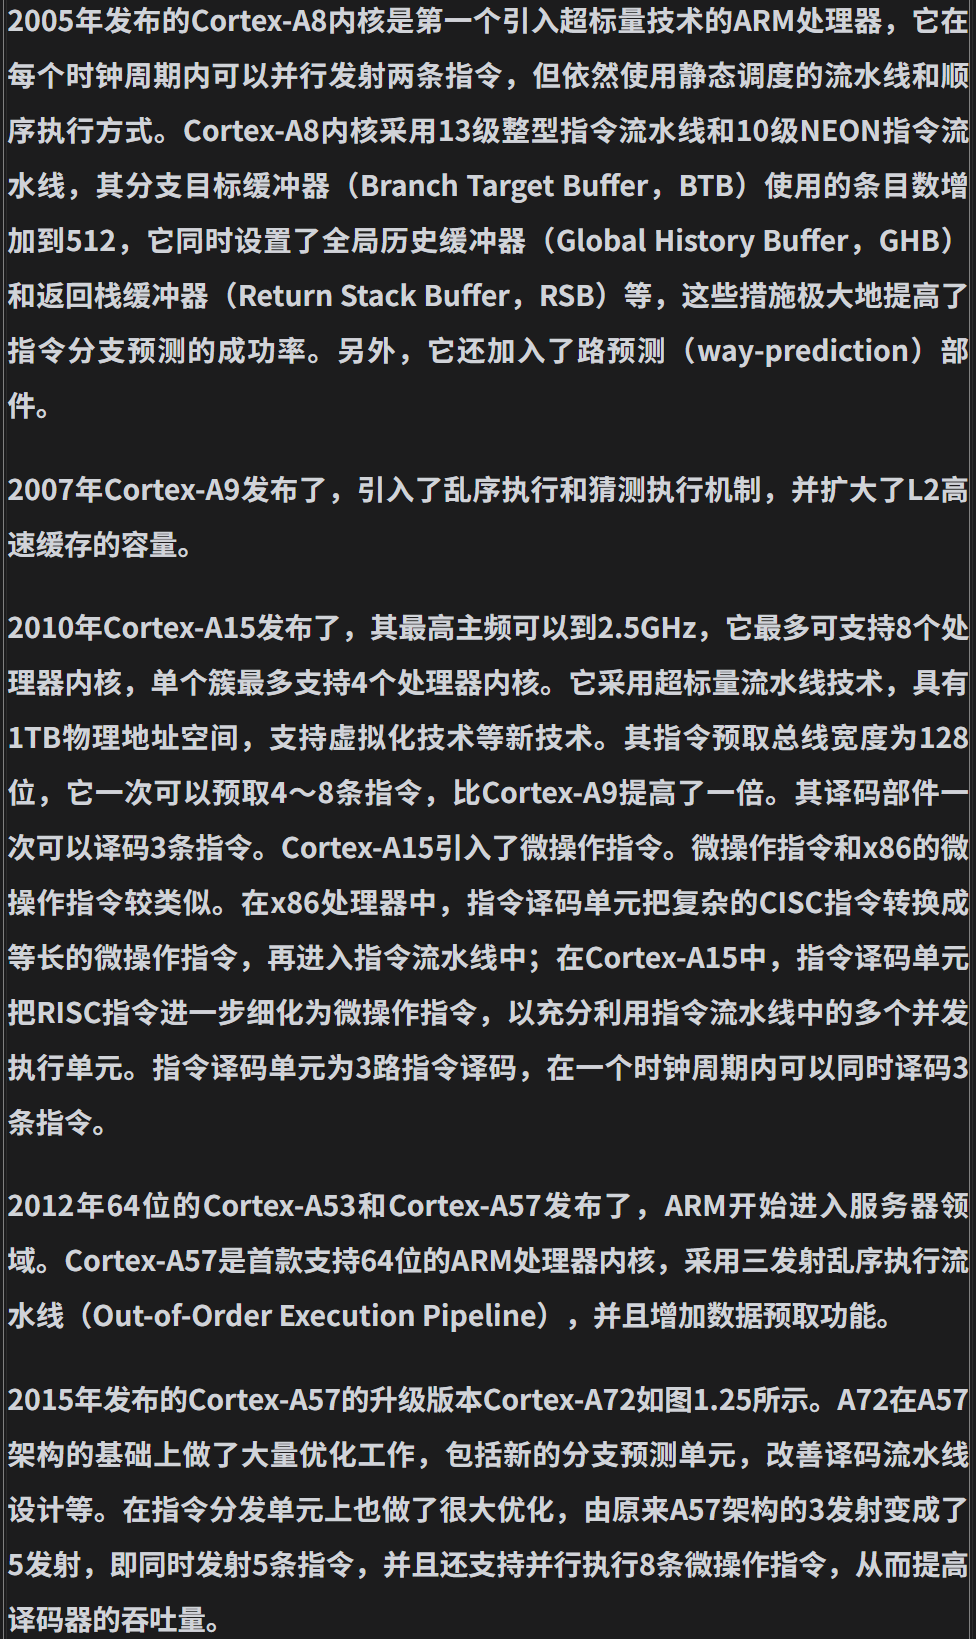 2005年发布的Cortex-A8内核是第一个引入超标量技术的ARM处理器，它在
每个时钟周期内可以并行发射两条指令，但依然使用静态调度的流水线和顺
序执行方式。Cortex-A8内核采用13级整型指令流水线和10级NEON指令流
水线，其分支目标缓冲器（Branch Target Buffer，BTB）使用的条目数增
加到512，它同时设置了全局历史缓冲器（Global History Buffer，GHB）
和返回栈缓冲器（Return Stack Buffer，RSB）等，这些措施极大地提高了
指令分支预测的成功率。另外，它还加入了路预测（way-prediction）部
件。
2007年Cortex-A9发布了，引入了乱序执行和猜测执行机制，并扩大了L2高
速缓存的容量。
2010年Cortex-A15发布了，其最高主频可以到2.5GHz，它最多可支持8个处
理器内核，单个簇最多支持4个处理器内核。它采用超标量流水线技术，具有
1TB物理地址空间，支持虚拟化技术等新技术。其指令预取总线宽度为128
位，它一次可以预取4～8条指令，比Cortex-A9提高了一倍。其译码部件一
次可以译码3条指令。Cortex-A15引入了微操作指令。微操作指令和x86的微
操作指令较类似。在x86处理器中，指令译码单元把复杂的CISC指令转换成
等长的微操作指令，再进入指令流水线中；在Cortex-A15中，指令译码单元
把RISC指令进一步细化为微操作指令，以充分利用指令流水线中的多个并发
执行单元。指令译码单元为3路指令译码，在一个时钟周期内可以同时译码3
条指令。
2012年64位的Cortex-A53和Cortex-A57发布了，ARM开始进入服务器领
域。Cortex-A57是首款支持64位的ARM处理器内核，采用三发射乱序执行流
水线（Out-of-Order Execution Pipeline），并且增加数据预取功能。
2015年发布的Cortex-A57的升级版本Cortex-A72如图1.25所示。A72在A57
架构的基础上做了大量优化工作，包括新的分支预测单元，改善译码流水线
设计等。在指令分发单元上也做了很大优化，由原来A57架构的3发射变成了
5发射，即同时发射5条指令，并且还支持并行执行8条微操作指令，从而提高
译码器的吞吐量。